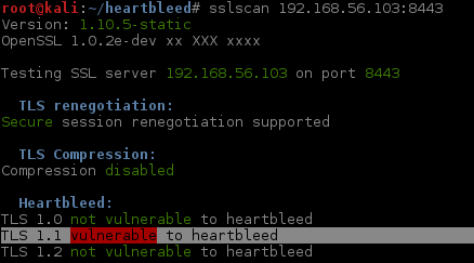 root@kali:~/heartbleed# sslscan 192.168.56.103:8443
Version: 1.10.5-static
OpenSSL 1.0.2e-dev xx XXX xxxx
Testing SSL server 192.168.56.103 on port 8443
TLS renegotiation:
Secure session renegotiation supported
TLS Compression:
Compression disabled
Heartbleed:
TLS 1.0 not vulnerable to heartbleed
TLS 1.1 vulnerable to heartbleed
TLS 1.2 not vulnerable to heartbleed